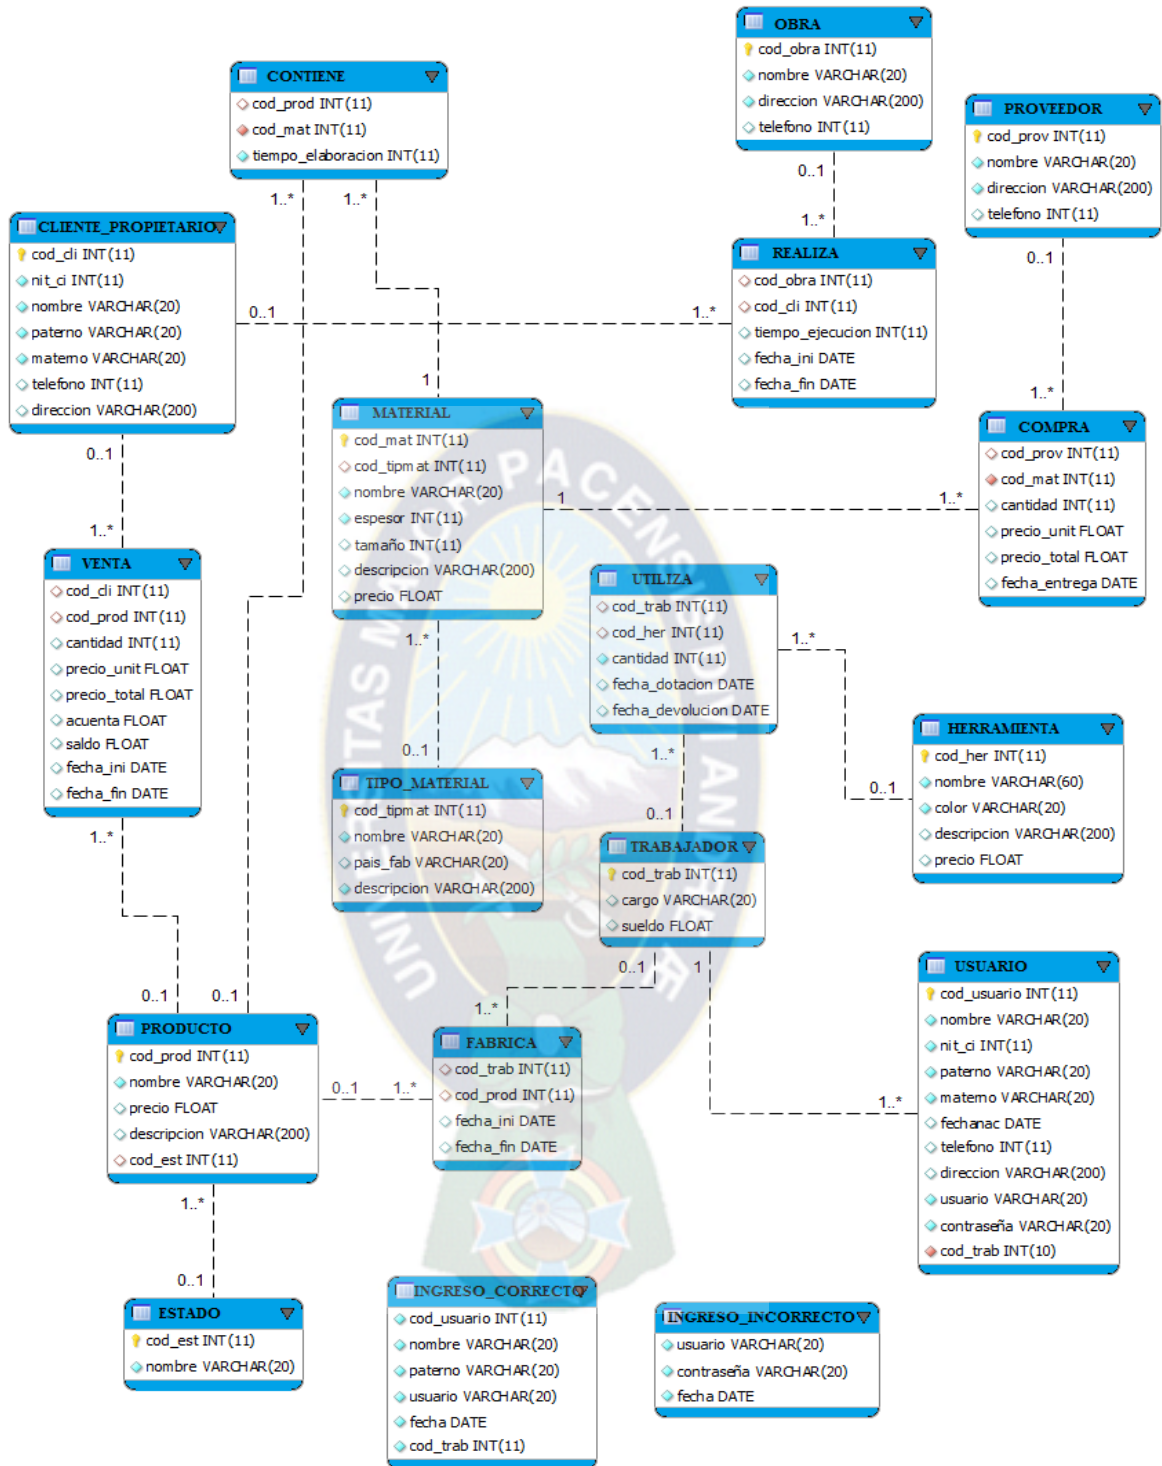 OBRA
cod_obra INT(11)
nombre VARCHAR(20)
direccion VARCHAR(200)
telefono INT(11)
0..1
1..*
CONTIENE
cod_prod INT(11)
cod_mat INT(11)
tiempo_elaboracion INT(11)
1..*
1..*
PROVEEDOR
cod_prov INT(11)
nombre VARCHAR(20)
direccion VARCHAR(200)
telefono INT(11)
0..1
1..*
CLIENTE_PROPIETARIO
cod_cli INT(11)
nit_ci INT(11)
nombre VARCHAR(20)
paterno VARCHAR(20)
materno VARCHAR(20)
telefono INT(11)
direccion VARCHAR(200)
0..1
1..*
0..1
1..*
REALIZA
cod_obra INT(11)
cod_cli INT(11)
tiempo_ejecucion INT(11)
fecha_ini DATE
fecha_fin DATE
1
MATERIAL
cod_mat INT(11)
cod_tipmat INT(11)
nombre VARCHAR(20)
espesor INT(11)
tamaño INT(11)
descripcion VARCHAR(200)
precio FLOAT
1
1..*
1..*
0..1
COMPRA
cod_prov INT(11)
cod_mat INT(11)
cantidad INT(11)
precio_unit FLOAT
precio_total FLOAT
fecha_entrega DATE
VENTA
cod_cli INT(11)
cod_prod INT(11)
cantidad INT(11)
precio_unit FLOAT
precio_total FLOAT
acuenta FLOAT
saldo FLOAT
fecha_ini DATE
fecha_fin DATE
1..*
0..1
0..1
UTILIZA
cod_trab INT(11)
cod_her INT(11)
cantidad INT(11)
fecha_dotacion DATE
fecha_devolucion DATE
1..*
0..1
1..*
0..1
HERRAMIENTA
cod_her INT(11)
nombre VARCHAR(60)
color VARCHAR(20)
descripcion VARCHAR(200)
precio FLOAT
TIPO_MATERIAL
cod_tipmat INT(11)
nombre VARCHAR(20)
pais_fab VARCHAR(20)
descripcion VARCHAR(200)
TRABAJADOR
cod_trab INT(11)
cargo VARCHAR(20)
sueldo FLOAT
0..1
1
1..*
1..*
USUARIO
cod_usuario INT(11)
nombre VARCHAR(20)
nit_ci INT(11)
paterno VARCHAR(20)
materno VARCHAR(20)
fechanac DATE
telefono INT(11)
direccion VARCHAR(200)
usuario VARCHAR(20)
contraseña VARCHAR(20)
cod_trab INT(10)
PRODUCTO
cod_prod INT(11)
nombre VARCHAR(20)
precio FLOAT
descripcion VARCHAR(200)
cod_est INT(11)
0..1
1..*
1..*
0..1
FABRICA
cod_trab INT(11)
cod_prod INT(11)
fecha_ini DATE
fecha_fin DATE
ESTADO
cod_est INT(11)
nombre VARCHAR(20)
INGRESO_CORRECTO
cod_usuario INT(11)
nombre VARCHAR(20)
paterno VARCHAR(20)
usuario VARCHAR(20)
fecha DATE
cod_trab INT(11)
INGRESO_INCORRECTO
usuario VARCHAR(20)
contraseña VARCHAR(20)
fecha DATE
UNIVERSITAS MAJOR PACENSIS DIVI ANDREÆ